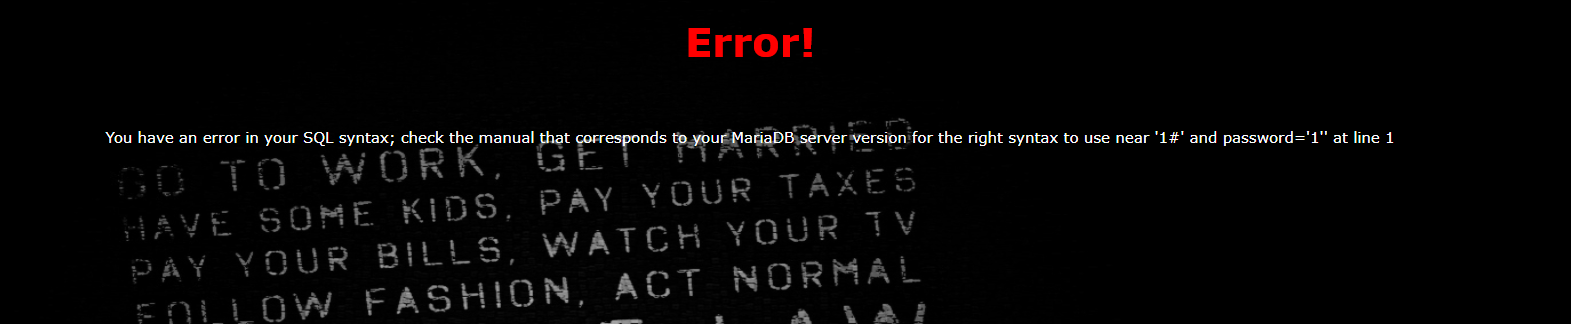 Error!
You have an error in your SQL syntax; check the manual that corresponds to your MariaDB server version for the right syntax to use near '1#' and password='1'' at line 1
GO TO WORK, GET MARRIED
HAVE SOME KIDS, PAY YOUR TAXES
PAY YOUR BILLS, WATCH YOUR TV
FOLLOW FASHION, ACT NORMAL